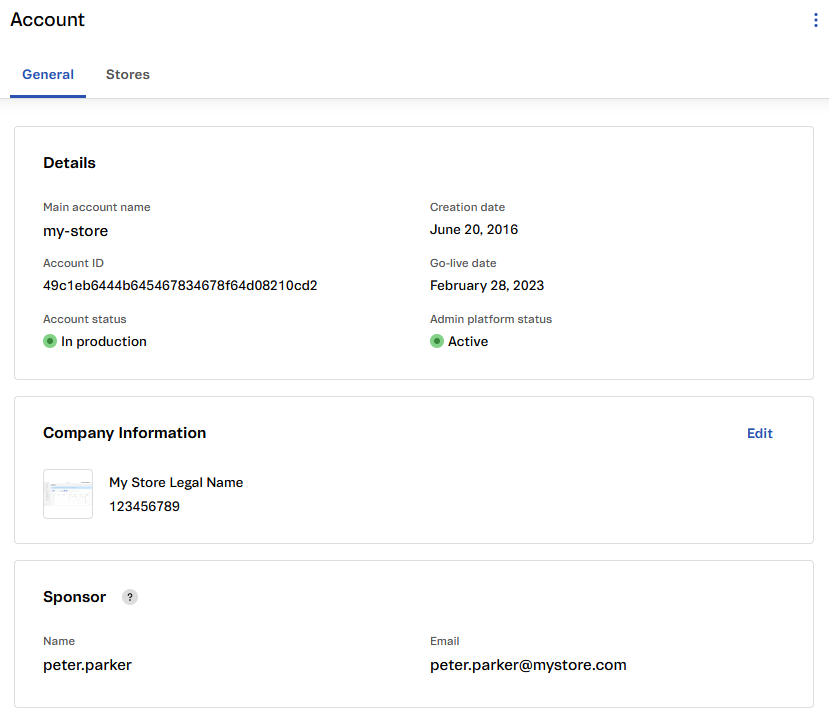 Account
General Stores
Details
Main account name Creation date
my-store June 20, 2016
Account ID Go-live date
49c1eb6444b645467834678f64d08210cd2 February 28, 2023
Account status Admin platform status
In production Active
Company Information Edit
My Store Legal Name
123456789
Sponsor ?
Name Email
peter.parker peter.parker@mystore.com